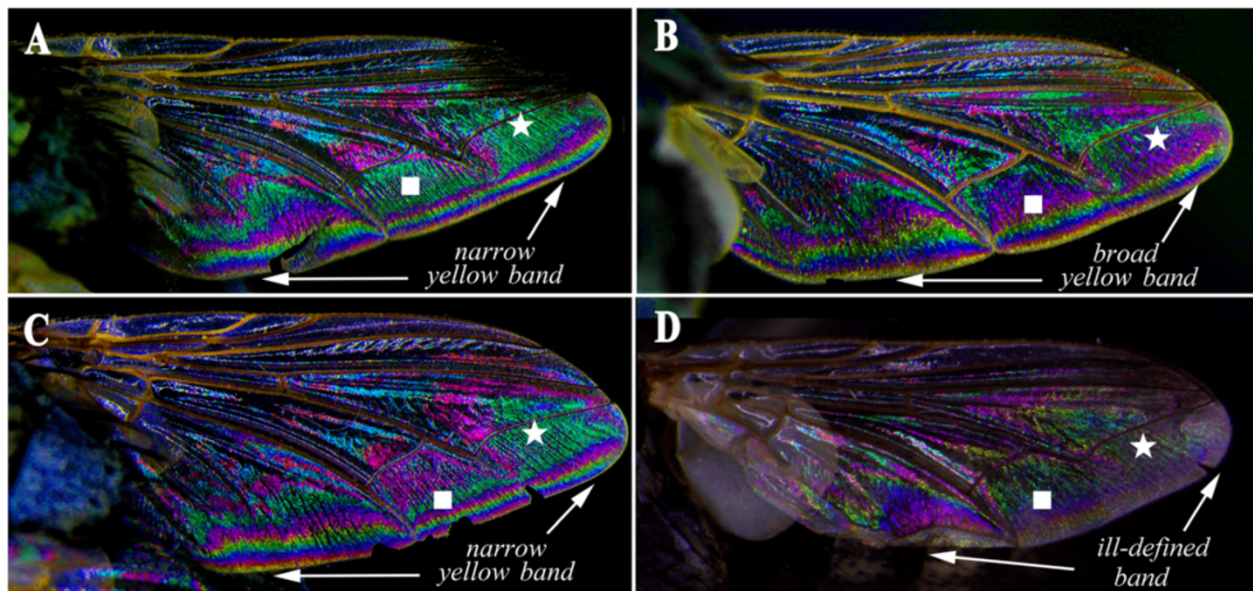 A
narrow
yellow band
B
broad
yellow band
C
narrow
yellow band
D
ill-defined
band